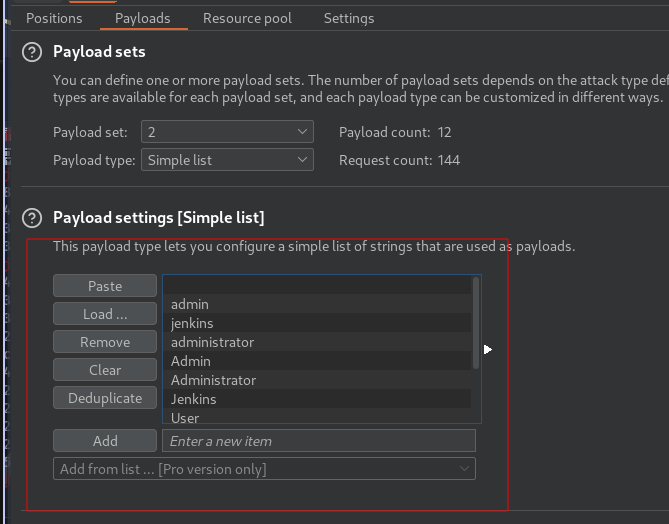 Positions Payloads Resource pool Settings
Payload sets
You can define one or more payload sets. The number of payload sets depends on the attack type def
types are available for each payload set, and each payload type can be customized in different ways.
Payload set: 2 Payload count: 12
Payload type: Simple list Request count: 144
Payload settings [Simple list]
This payload type lets you configure a simple list of strings that are used as payloads.
Paste
Load ...
Remove
Clear
Deduplicate
admin
jenkins
administrator
Admin
Administrator
Jenkins
User
Add Enter a new item
Add from list ... [Pro version only]